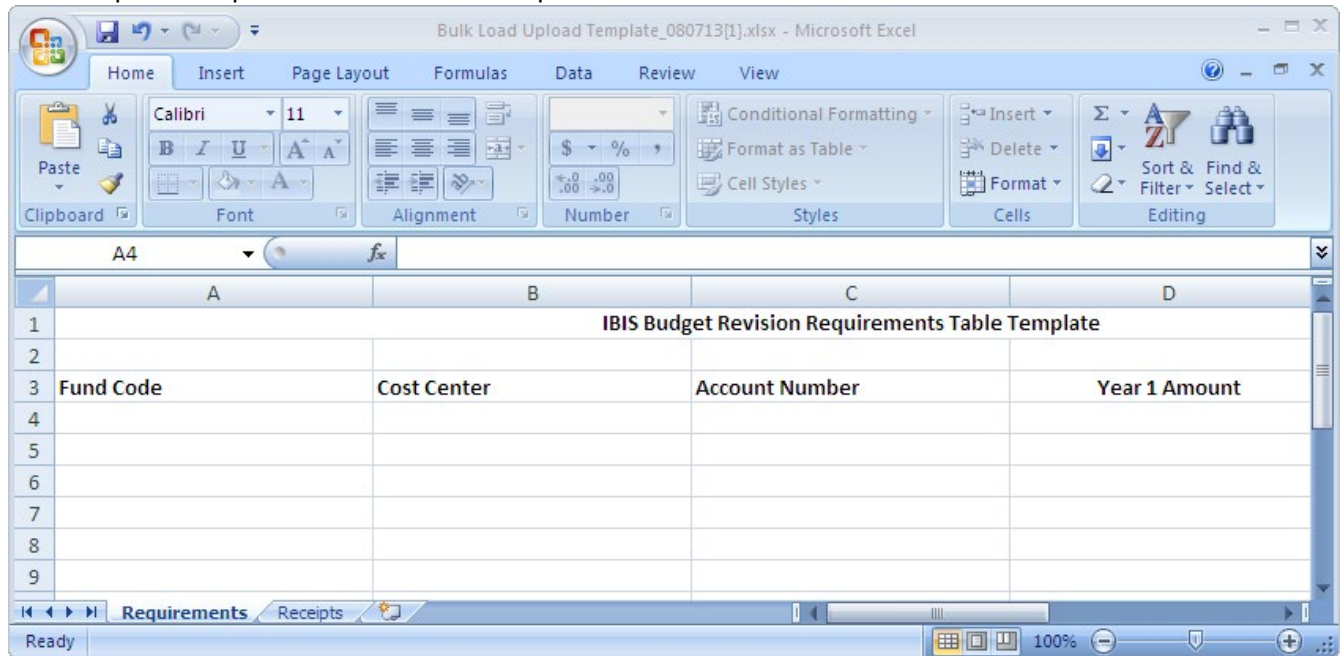 Bulk Load Upload Template_080713[1].xlsx - Microsoft Excel
Home Insert Page Layout Formulas Data Review View
Calibri 11 Conditional Formatting Insert Σ
Paste B I U A A $ % , Format as Table Delete Sort & Filter Find & Select
A Cell Styles Format
Clipboard Font Alignment Number Styles Cells Editing
A4 fx
A B C D
1 IBIS Budget Revision Requirements Table Template
2
3 Fund Code Cost Center Account Number Year 1 Amount
4
5
6
7
8
9
Requirements Receipts
Ready 100%